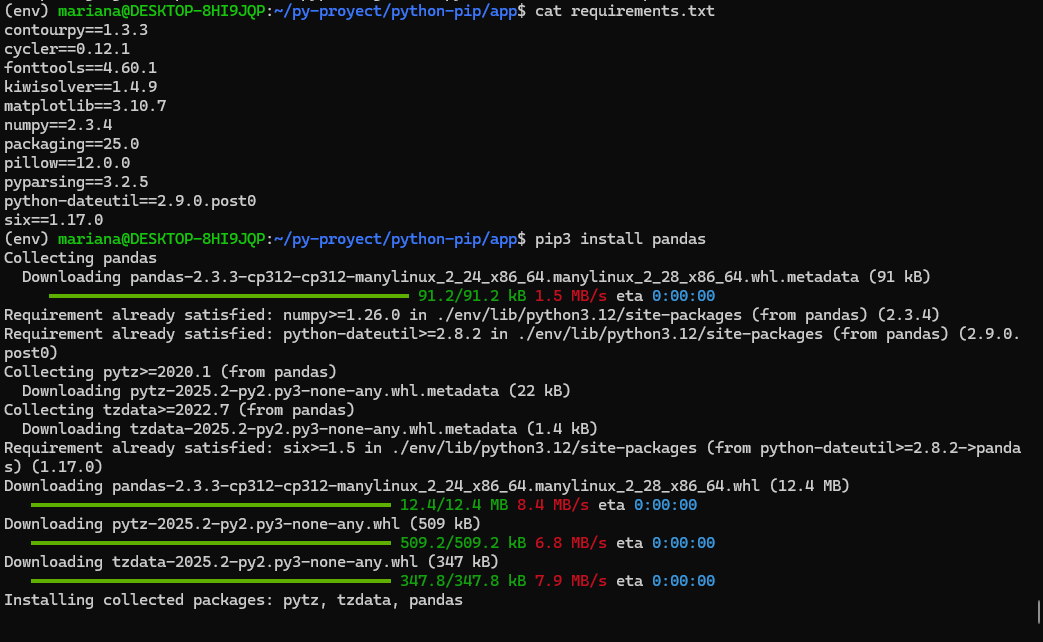 (env) mariana@DESKTOP-8HI9JQP:~/py-proyect/python-pip/app$ cat requirements.txt
contourpy==1.3.3
cycler==0.12.1
fonttools==4.60.1
kiwisolver==1.4.9
matplotlib==3.10.7
numpy==2.3.4
packaging==25.0
pillow==12.0.0
pyparsing==3.2.5
python-dateutil==2.9.0.post0
six==1.17.0
(env) mariana@DESKTOP-8HI9JQP:~/py-proyect/python-pip/app$ pip3 install pandas
Collecting pandas
  Downloading pandas-2.3.3-cp312-cp312-manylinux_2_24_x86_64.manylinux_2_28_x86_64.whl.metadata (91 kB)
91.2/91.2 kB 1.5 MB/s eta 0:00:00
Requirement already satisfied: numpy>=1.26.0 in ./env/lib/python3.12/site-packages (from pandas) (2.3.4)
Requirement already satisfied: python-dateutil>=2.8.2 in ./env/lib/python3.12/site-packages (from pandas) (2.9.0.
post0)
Collecting pytz>=2020.1 (from pandas)
  Downloading pytz-2025.2-py2.py3-none-any.whl.metadata (22 kB)
Collecting tzdata>=2022.7 (from pandas)
  Downloading tzdata-2025.2-py2.py3-none-any.whl.metadata (1.4 kB)
Requirement already satisfied: six>=1.5 in ./env/lib/python3.12/site-packages (from python-dateutil>=2.8.2->panda
s) (1.17.0)
Downloading pandas-2.3.3-cp312-cp312-manylinux_2_24_x86_64.manylinux_2_28_x86_64.whl (12.4 MB)
12.4/12.4 MB 8.4 MB/s eta 0:00:00
Downloading pytz-2025.2-py2.py3-none-any.whl (509 kB)
509.2/509.2 kB 6.8 MB/s eta 0:00:00
Downloading tzdata-2025.2-py2.py3-none-any.whl (347 kB)
347.8/347.8 kB 7.9 MB/s eta 0:00:00
Installing collected packages: pytz, tzdata, pandas